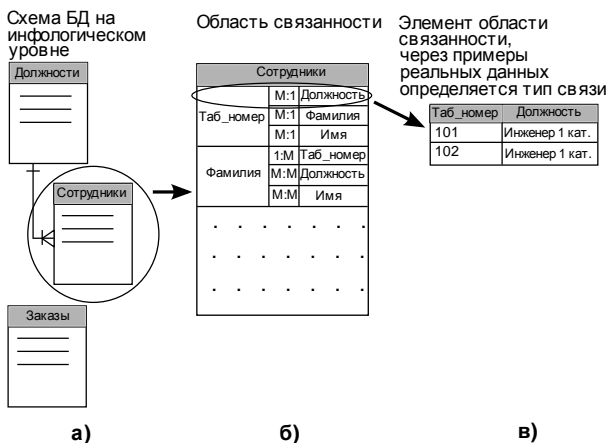 Схема БД на
инфологическом
уровне
Должности
Сотрудники
Заказы
а)
Область связанности
Сотрудники
Таб_номер
М:1 Должность
М:1 Фамилия
М:1 Имя
Фамилия
1:М Таб_номер
М:М Должность
М:М Имя
б)
Элемент области
связанности,
через примеры
реальных данных
определяется тип связи
Таб_номер Должность
101 Инженер 1 кат.
102 Инженер 1 кат.
в)